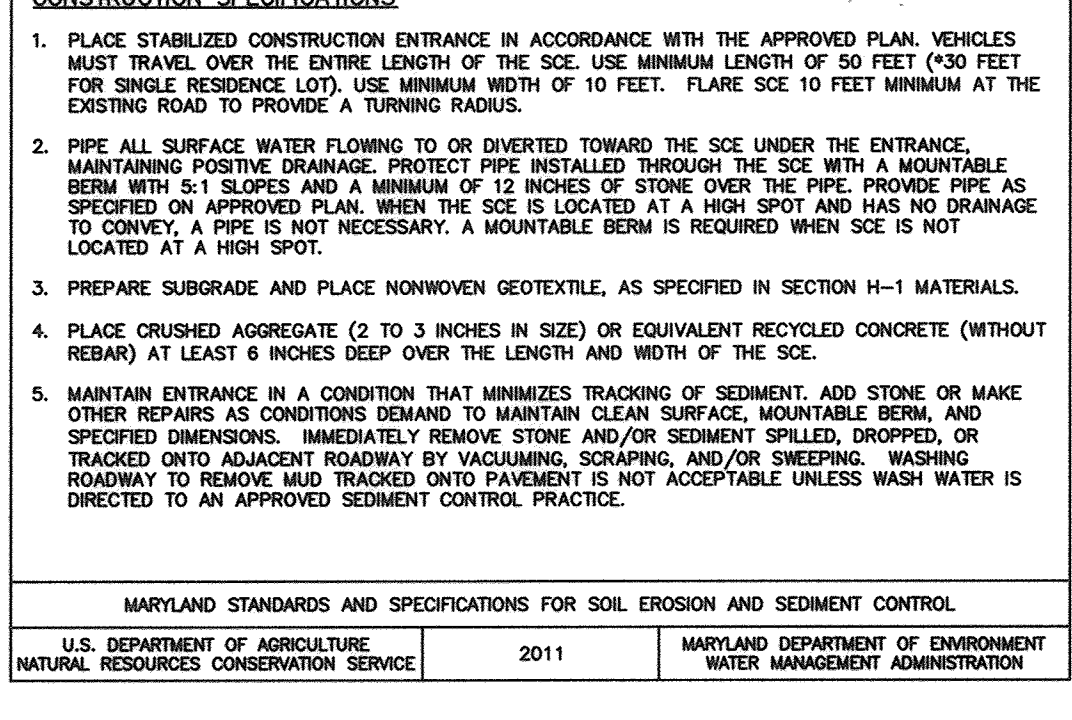 CONSTRUCTION SPECIFICATIONS
1. PLACE STABILIZED CONSTRUCTION ENTRANCE IN ACCORDANCE WITH THE APPROVED PLAN. VEHICLES
MUST TRAVEL OVER THE ENTIRE LENGTH OF THE SCE. USE MINIMUM LENGTH OF 50 FEET (*30 FEET
FOR SINGLE RESIDENCE LOT). USE MINIMUM WIDTH OF 10 FEET. FLARE SCE 10 FEET MINIMUM AT THE
EXISTING ROAD TO PROVIDE A TURNING RADIUS.
2. PIPE ALL SURFACE WATER FLOWING TO OR DIVERTED TOWARD THE SCE UNDER THE ENTRANCE,
MAINTAINING POSITIVE DRAINAGE. PROTECT PIPE INSTALLED THROUGH THE SCE WITH A MOUNTABLE
BERM WITH 5:1 SLOPES AND A MINIMUM OF 12 INCHES OF STONE OVER THE PIPE. PROVIDE PIPE AS
SPECIFIED ON APPROVED PLAN. WHEN THE SCE IS LOCATED AT A HIGH SPOT AND HAS NO DRAINAGE
TO CONVEY, A PIPE IS NOT NECESSARY. A MOUNTABLE BERM IS REQUIRED WHEN SCE IS NOT
LOCATED AT A HIGH SPOT.
3. PREPARE SUBGRADE AND PLACE NONWOVEN GEOTEXTILE, AS SPECIFIED IN SECTION H-1 MATERIALS.
4. PLACE CRUSHED AGGREGATE (2 TO 3 INCHES IN SIZE) OR EQUIVALENT RECYCLED CONCRETE (WITHOUT
REBAR) AT LEAST 6 INCHES DEEP OVER THE LENGTH AND WIDTH OF THE SCE.
5. MAINTAIN ENTRANCE IN A CONDITION THAT MINIMIZES TRACKING OF SEDIMENT. ADD STONE OR MAKE
OTHER REPAIRS AS CONDITIONS DEMAND TO MAINTAIN CLEAN SURFACE, MOUNTABLE BERM, AND
SPECIFIED DIMENSIONS. IMMEDIATELY REMOVE STONE AND/OR SEDIMENT SPILLED, DROPPED, OR
TRACKED ONTO ADJACENT ROADWAY BY VACUUMING, SCRAPING, AND/OR SWEEPING. WASHING
ROADWAY TO REMOVE MUD TRACKED ONTO PAVEMENT IS NOT ACCEPTABLE UNLESS WASH WATER IS
DIRECTED TO AN APPROVED SEDIMENT CONTROL PRACTICE.
MARYLAND STANDARDS AND SPECIFICATIONS FOR SOIL EROSION AND SEDIMENT CONTROL
U.S. DEPARTMENT OF AGRICULTURE
NATURAL RESOURCES CONSERVATION SERVICE
2011
MARYLAND DEPARTMENT OF ENVIRONMENT
WATER MANAGEMENT ADMINISTRATION